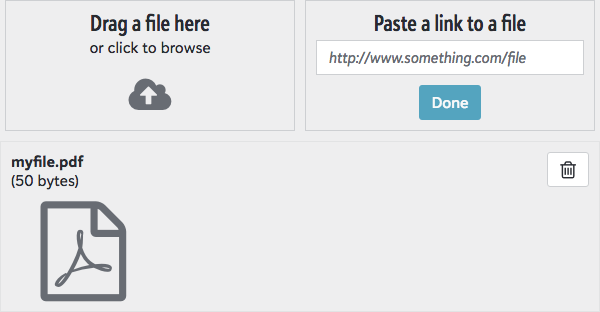 Drag a file here
or click to browse
Paste a link to a file
http://www.something.com/file
Done
myfile.pdf
(50 bytes)